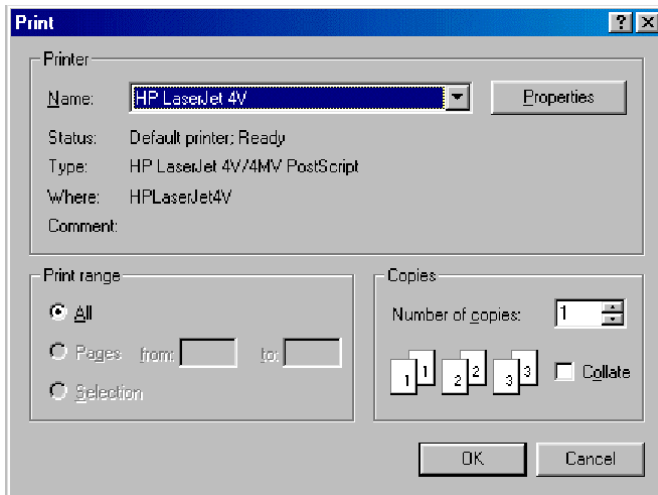 Print
Printer
Name: HP LaserJet 4V Properties
Status: Default printer; Ready
Type: HP LaserJet 4V/4MV PostScript
Where: HPLaserJet4V
Comment:
Print range
All
Pages from: to:
Selection
Copies
Number of copies: 1
1 1 2 2 3 3 Collate
OK Cancel